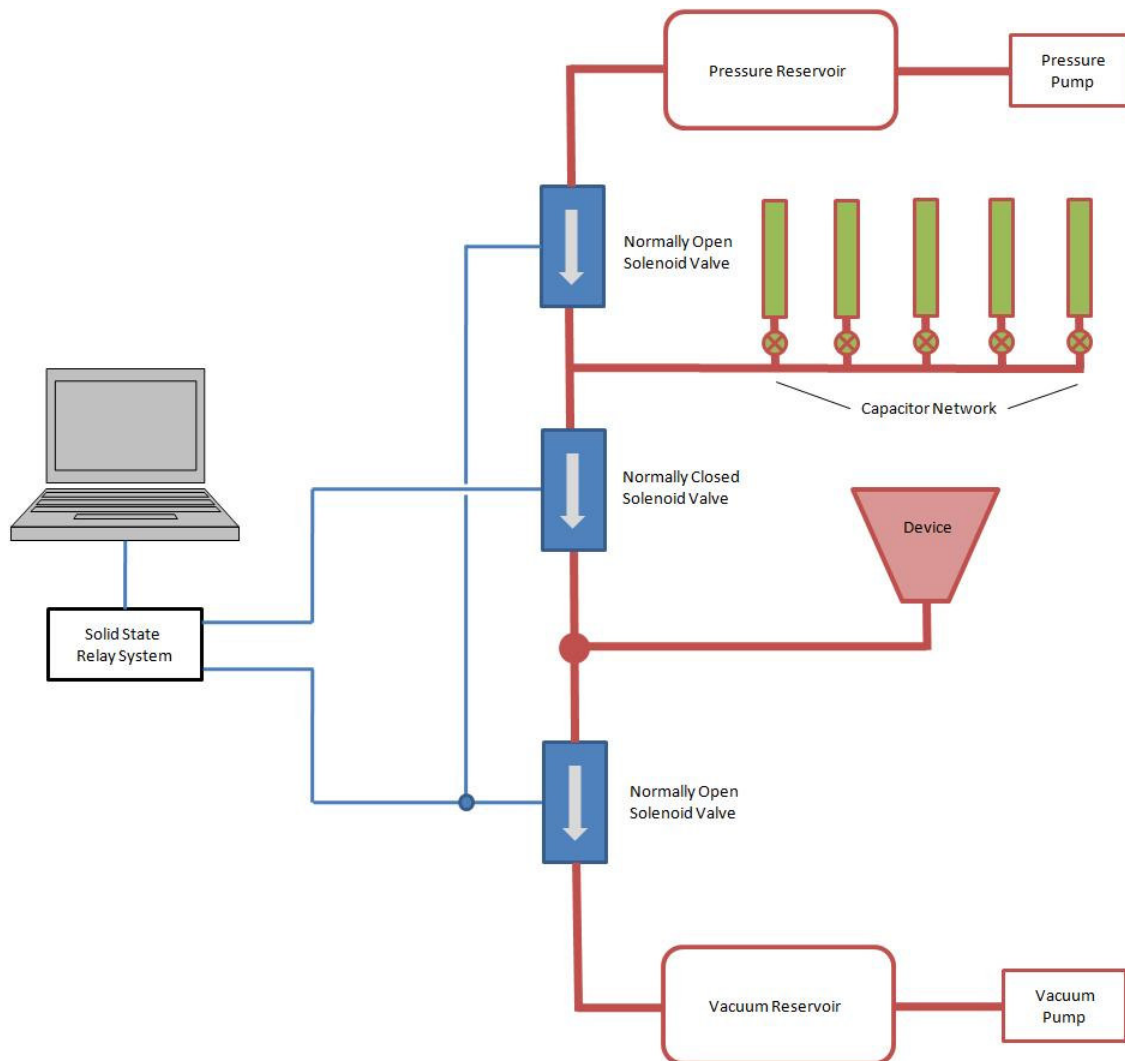 Pressure Reservoir
Pressure
Pump
Normally Open
Solenoid Valve
Capacitor Network
Normally Closed
Solenoid Valve
Device
Solid State
Relay System
Normally Open
Solenoid Valve
Vacuum Reservoir
Vacuum
Pump